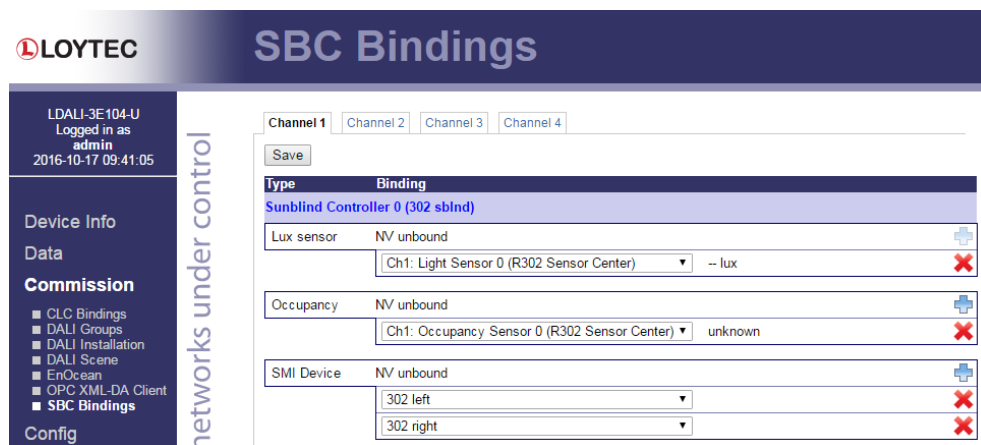 LOYTEC
SBC Bindings
LDALI-3E104-U
Logged in as
admin
2016-10-17 09:41:05
Device Info
Data
Commission
CLC Bindings
DALI Groups
DALI Installation
DALI Scene
EnOcean
OPC XML-DA Client
SBC Bindings
Config
networks under control
Channel 1 Channel 2 Channel 3 Channel 4
Save
Type Binding
Sunblind Controller 0 (302 sblnd)
Lux sensor NV unbound
Ch1: Light Sensor 0 (R302 Sensor Center) -- lux
Occupancy NV unbound
Ch1: Occupancy Sensor 0 (R302 Sensor Center) unknown
SMI Device NV unbound
302 left
302 right